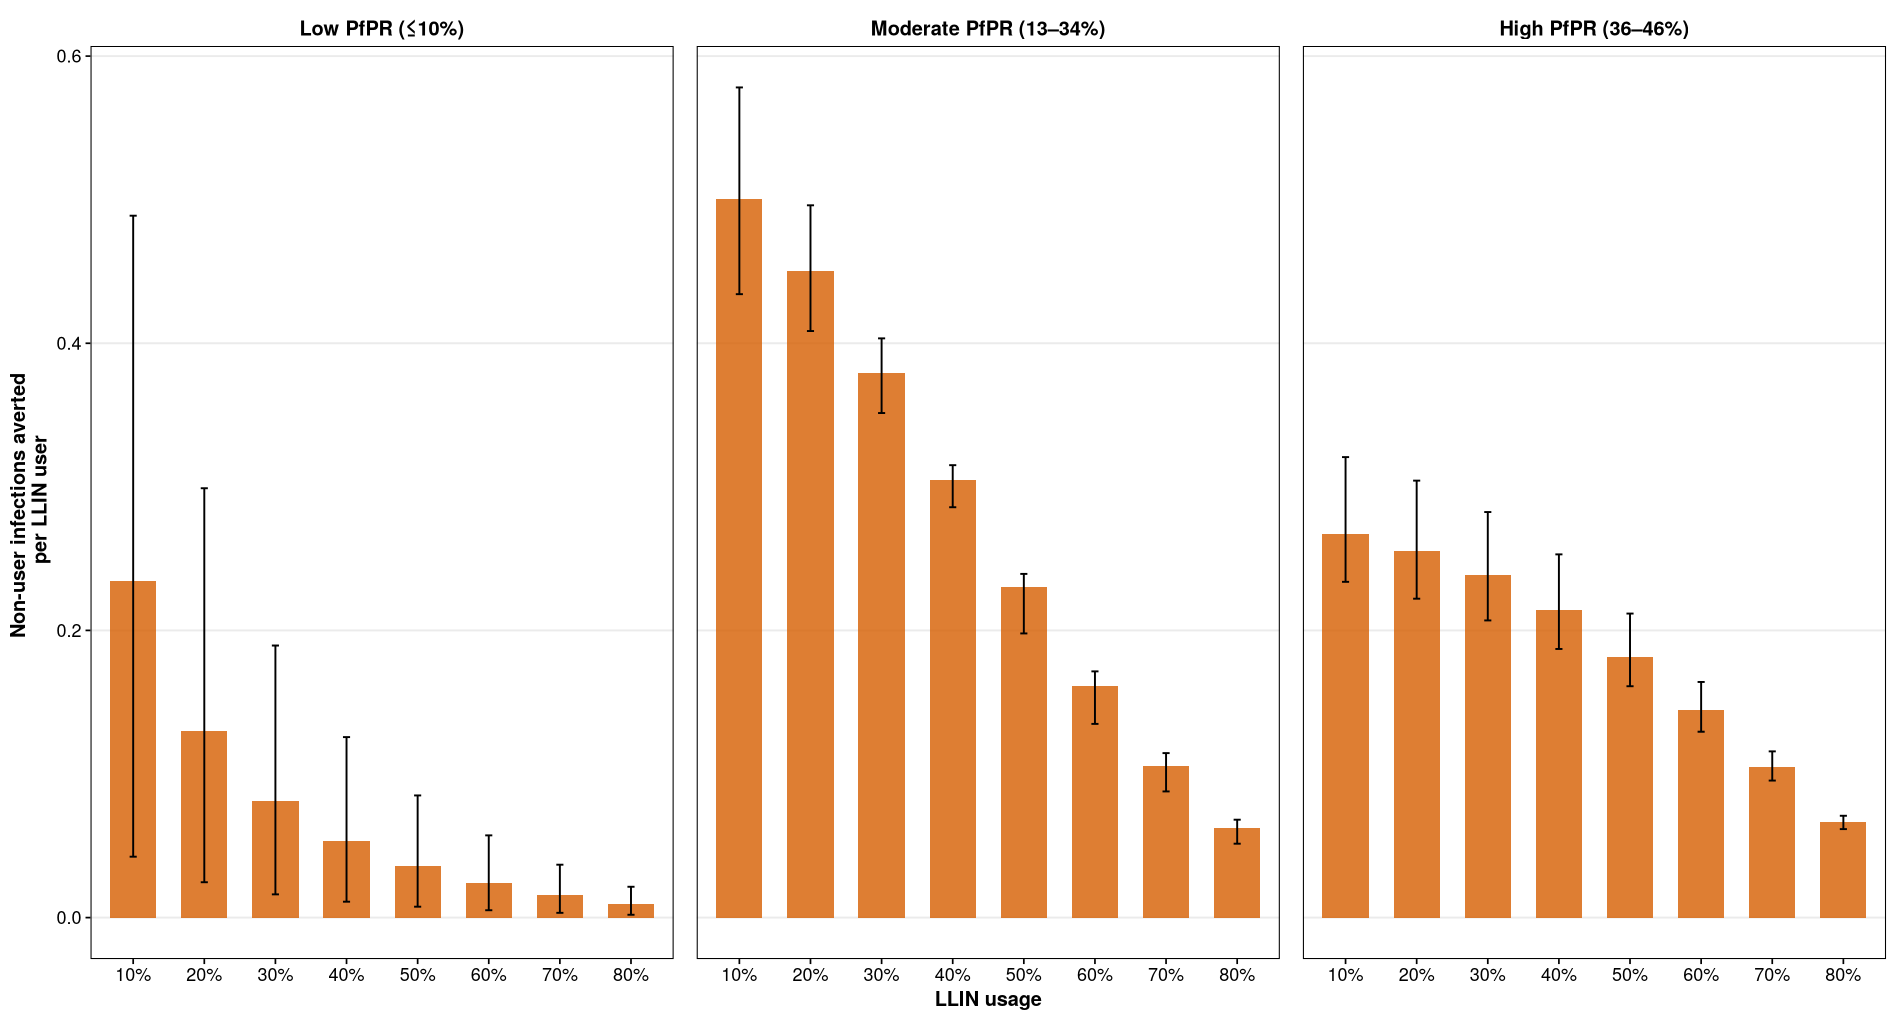 Low PfPR (≤10%)
Moderate PfPR (13–34%)
High PfPR (36–46%)
Non-user infections averted
per LLIN user
0.6
0.4
0.2
0.0
10% 20% 30% 40% 50% 60% 70% 80%
10% 20% 30% 40% 50% 60% 70% 80%
10% 20% 30% 40% 50% 60% 70% 80%
LLIN usage